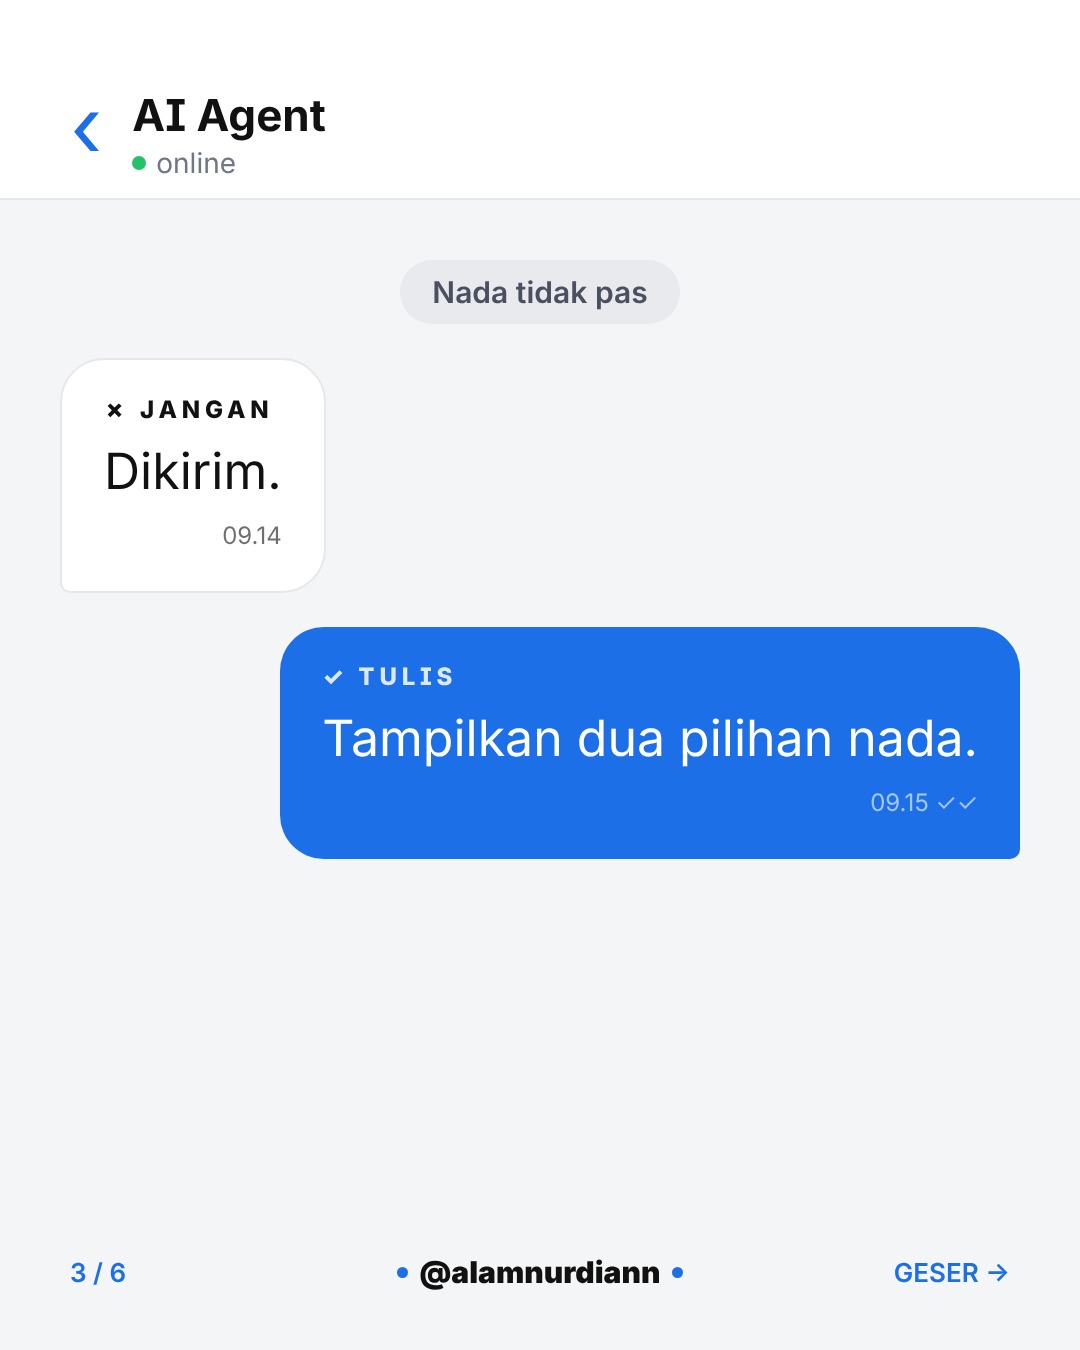 AI Agent
online
Nada tidak pas
× JANGAN
Dikirim.
09.14
✓ TULIS
Tampilkan dua pilihan nada.
09.15 ✓✓
3 / 6
• @alamnurdiann •
GESER →